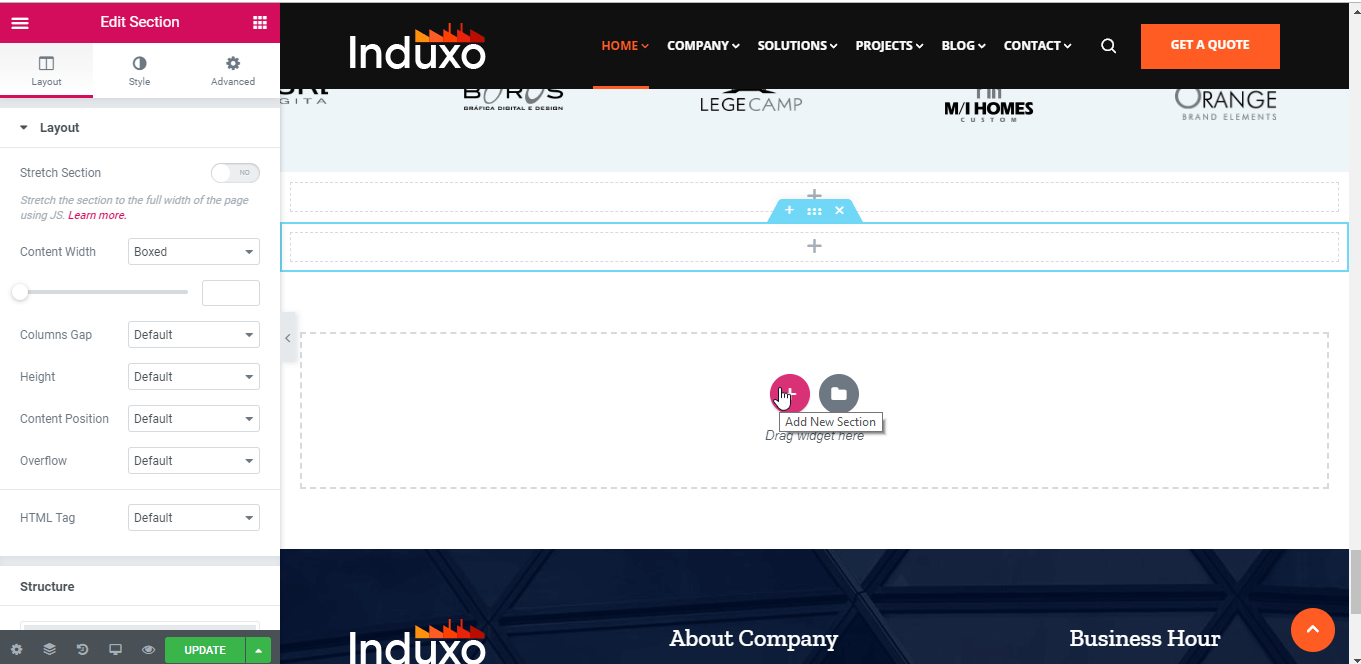 Edit Section
Layout
Style
Advanced
Layout
Stretch Section
NO
Stretch the section to the full width of the page
using JS. Learn more.
Content Width
Boxed
Columns Gap
Default
Height
Default
Content Position
Default
Overflow
Default
HTML Tag
Default
Structure
UPDATE
Induxo
HOME
COMPANY
SOLUTIONS
PROJECTS
BLOG
CONTACT
GET A QUOTE
GRÁFICA DIGITAL E DESIGN
LEGECAMP
M/I HOMES
CUSTOM
ORANGE
BRAND ELEMENTS
Add New Section
Drag widget here
Induxo
About Company
Business Hour